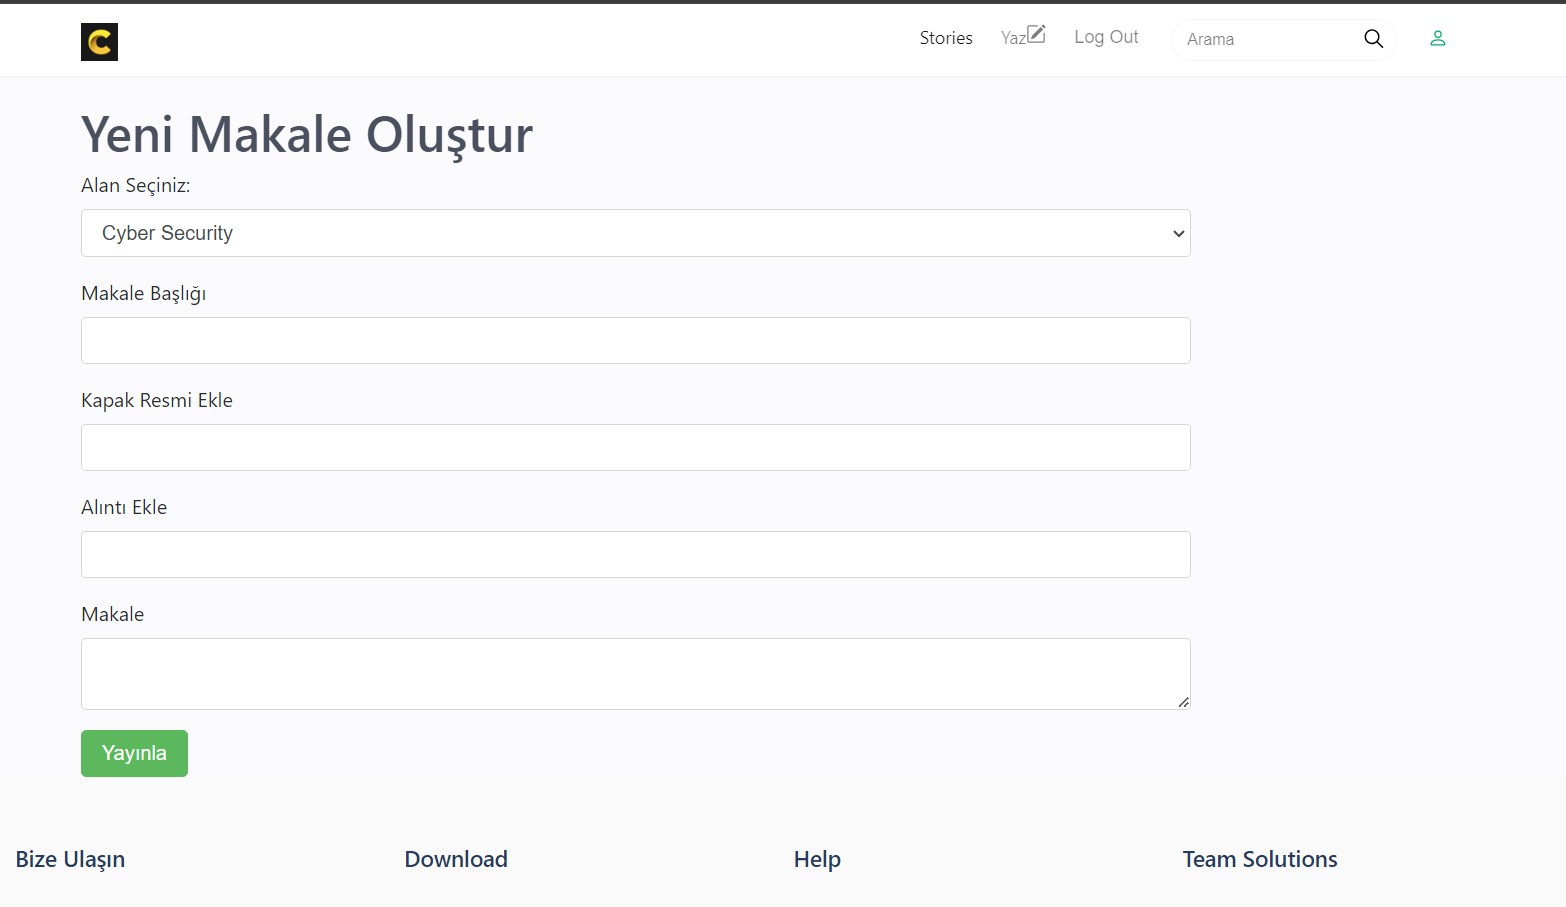 C
Stories Yaz Log Out Arama
Yeni Makale Oluştur
Alan Seçiniz:
Cyber Security
Makale Başlığı
Kapak Resmi Ekle
Alıntı Ekle
Makale
Yayınla
Bize Ulaşın Download Help Team Solutions